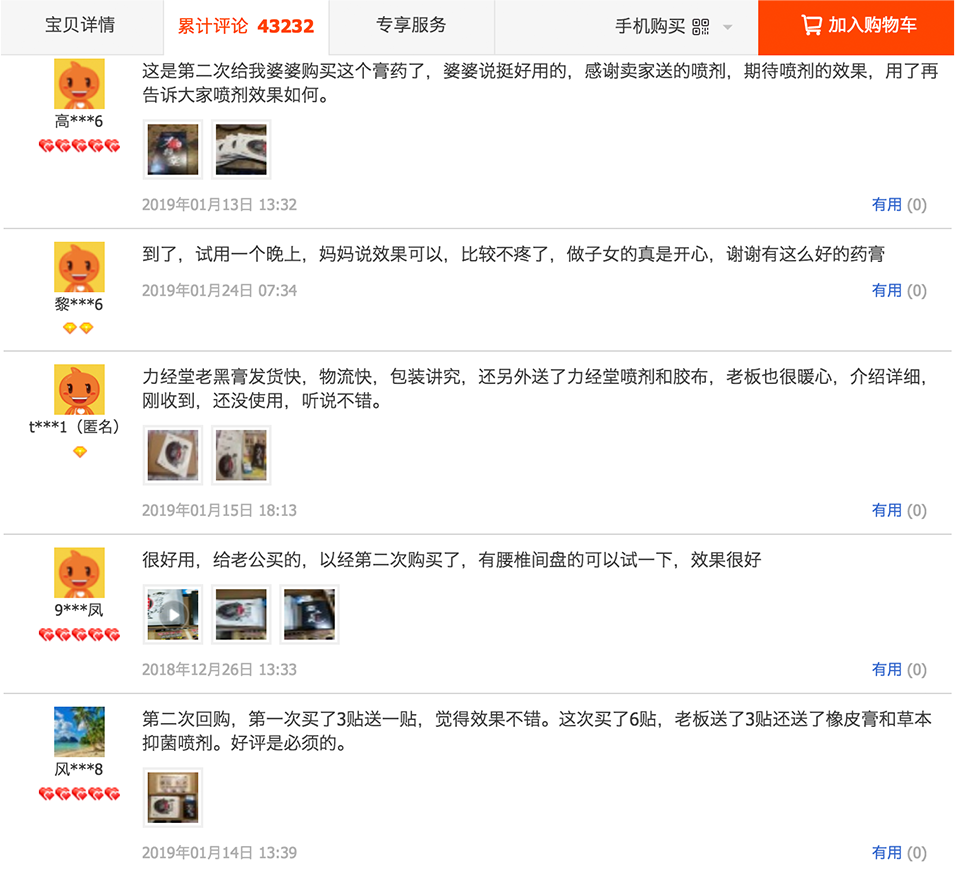 宝贝详情
累计评论 43232
专享服务
手机购买
加入购物车
这是第二次给我婆婆购买这个膏药了，婆婆说挺好用的，感谢卖家送的喷剂，期待喷剂的效果，用了再
告诉大家喷剂效果如何。
高***6
2019年01月13日 13:32
有用 (0)
到了，试用一个晚上，妈妈说效果可以，比较不疼了，做子女的真是开心，谢谢有这么好的药膏
2019年01月24日 07:34
有用 (0)
黎***6
力经堂老黑膏发货快，物流快，包装讲究，还另外送了力经堂喷剂和胶布，老板也很暖心，介绍详细，
刚收到，还没使用，听说不错。
t***1（匿名）
2019年01月15日 18:13
有用 (0)
很好用，给老公买的，以经第二次购买了，有腰椎间盘的可以试一下，效果很好
9***凤
2018年12月26日 13:33
有用 (0)
第二次回购，第一次买了3贴送一贴，觉得效果不错。这次买了6贴，老板送了3贴还送了橡皮膏和草本
抑菌喷剂。好评是必须的。
风***8
2019年01月14日 13:39
有用 (0)